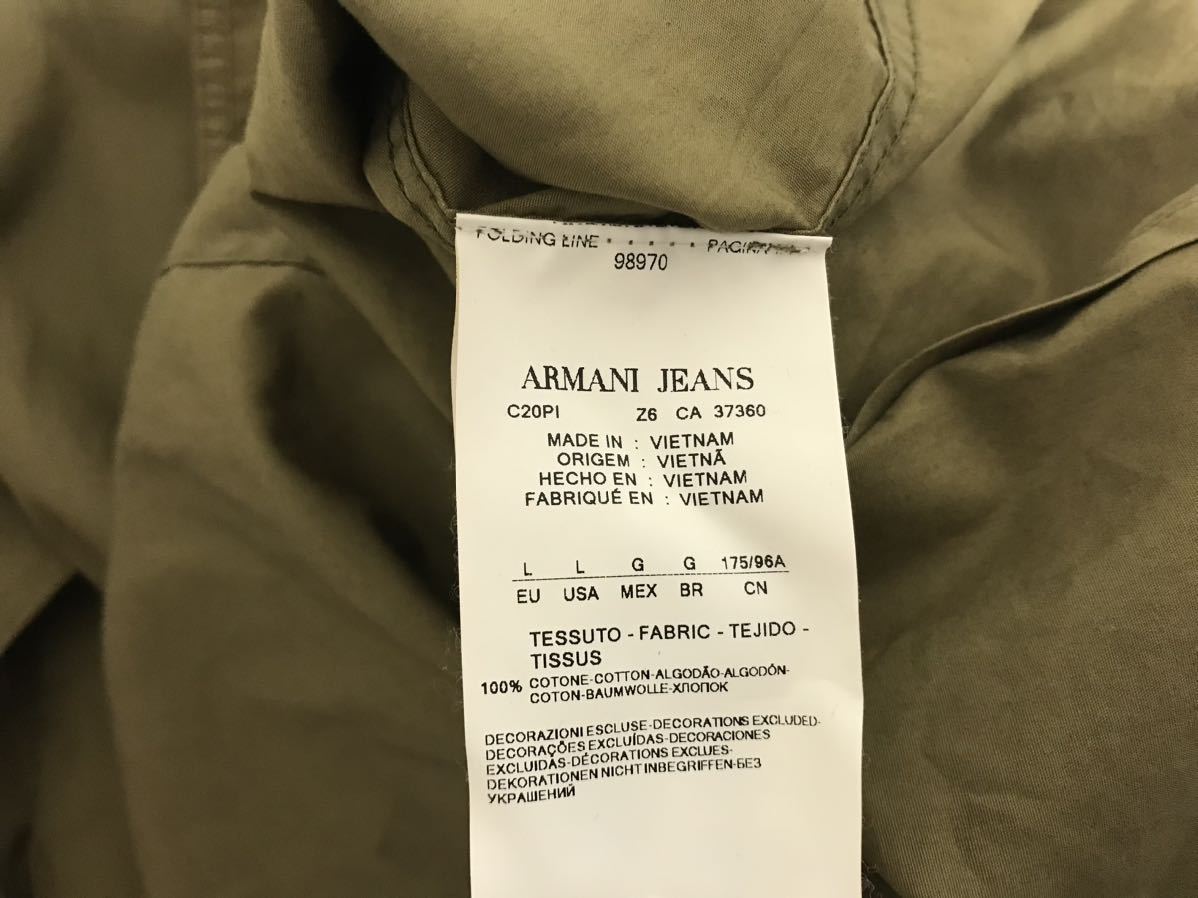 FOLDING LINE
98970
ARMANI JEANS
C20PI Z6 CA 37360
MADE IN : VIETNAM
ORIGEM : VIETNÃ
HECHO EN : VIETNAM
FABRIQUÉ EN : VIETNAM
L L G G 175/96A
EU USA MEX BR CN
TESSUTO - FABRIC - TEJIDO -
TISSUS
100% COTONE-COTTON-ALGODÃO-ALGODÓN-
COTON-BAUMWOLLE-ХЛОПОК
DECORAZIONI ESCLUSE-DECORATIONS EXCLUDED-
DECORAÇÕES EXCLUÍDAS-DECORACIONES
EXCLUIDAS-DÉCORATIONS EXCLUES-
DEKORATIONEN NICHT INBEGRIFFEN-БЕЗ
УКРАШЕНИЙ